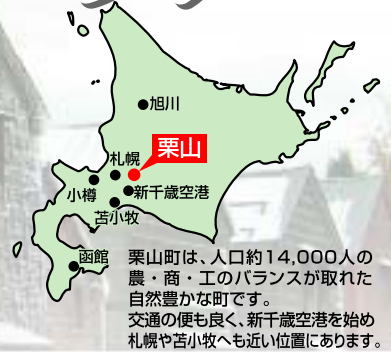 旭川
札幌
栗山
小樽
新千歳空港
苫小牧
函館
栗山町は、人口約14,000人の
農・商・工のバランスが取れた
自然豊かな町です。
交通の便も良く、新千歳空港を始め
札幌や苫小牧へも近い位置にあります。